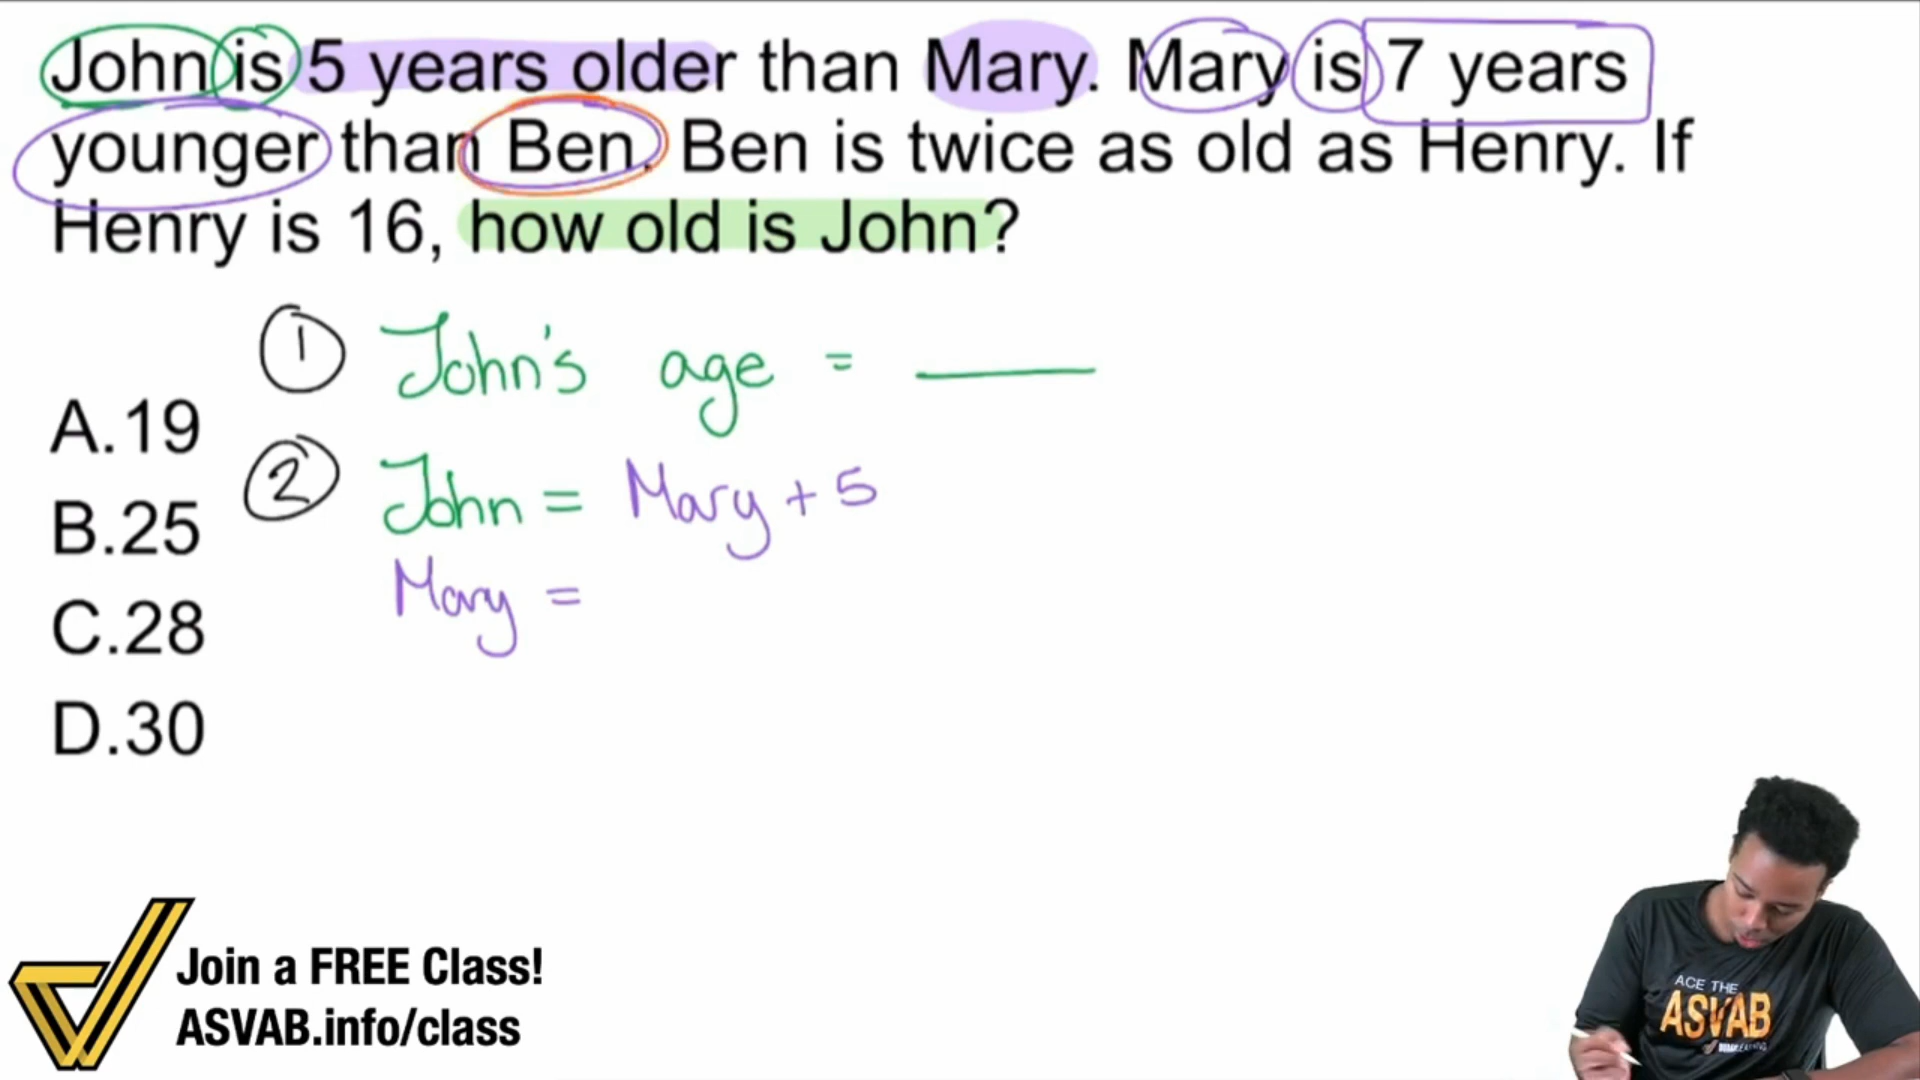 John is 5 years older than Mary. Mary is 7 years
younger than Ben. Ben is twice as old as Henry. If
Henry is 16, how old is John?
1 John's age = ____
A.19
2 John = Mary + 5
B.25
Mary =
C.28
D.30
Join a FREE Class!
ASVAB.info/class
ACE THE
ASVAB